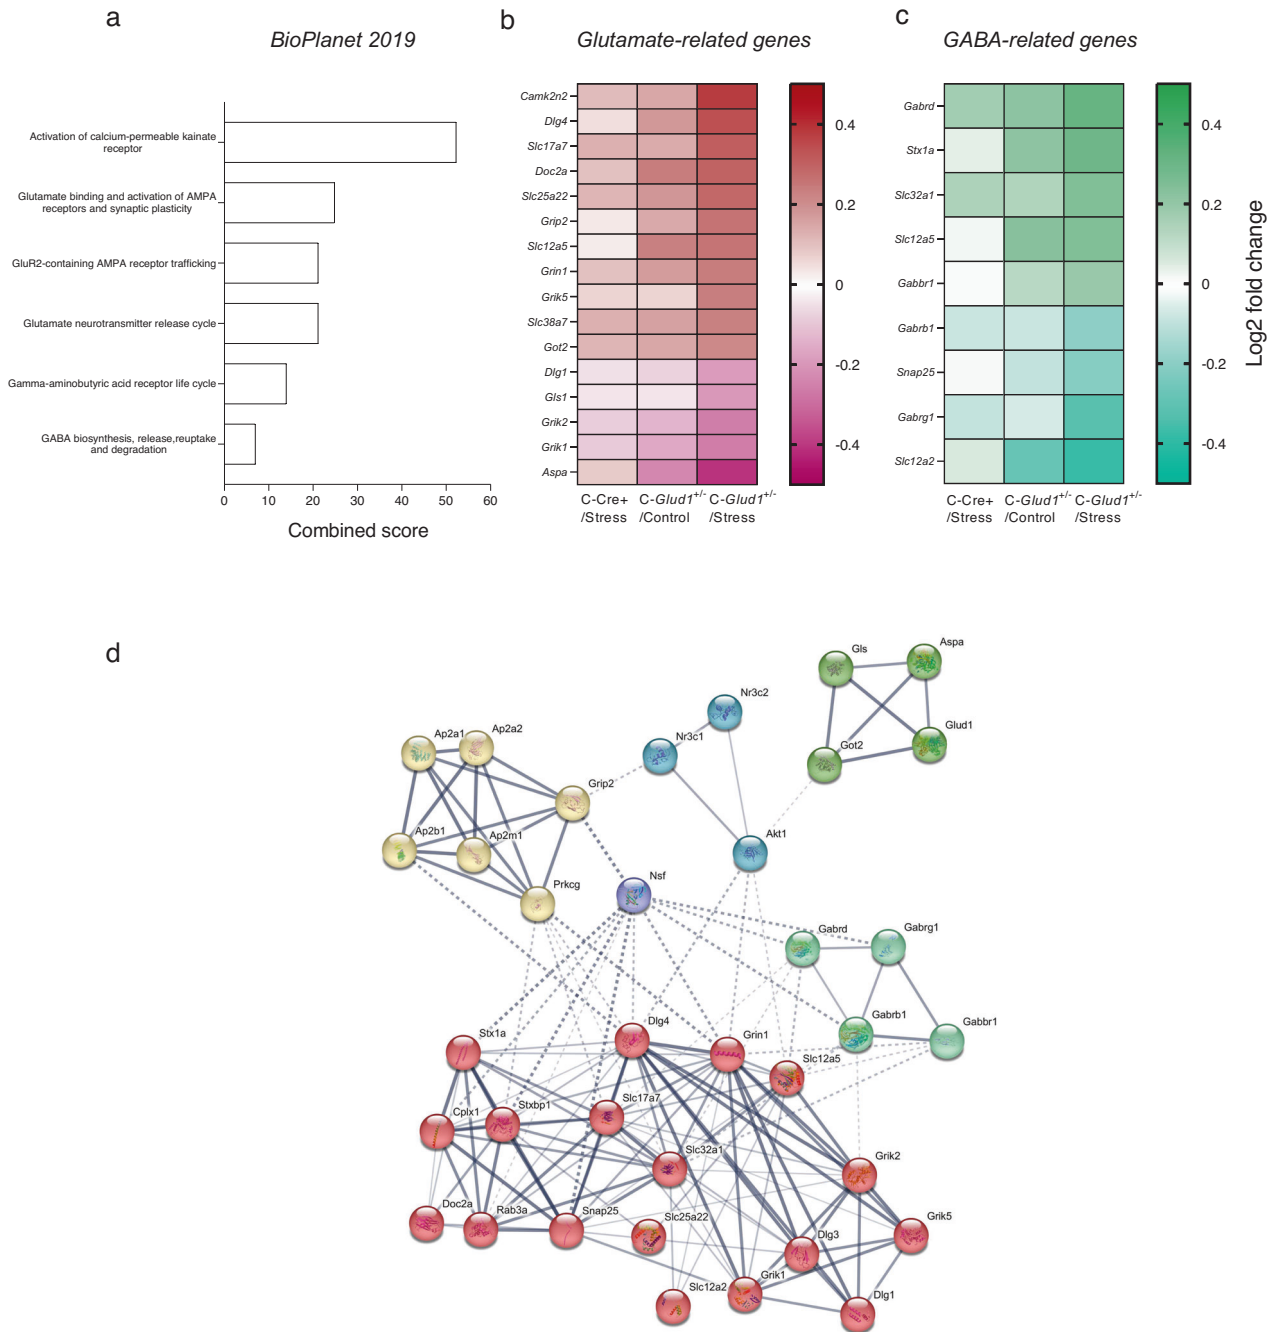 a
BioPlanet 2019
Activation of calcium-permeable kainate
receptor
Glutamate binding and activation of AMPA
receptors and synaptic plasticity
GluR2-containing AMPA receptor trafficking
Glutamate neurotransmitter release cycle
Gamma-aminobutyric acid receptor life cycle
GABA biosynthesis, release,reuptake
and degradation
0 10 20 30 40 50 60
Combined score
b
Glutamate-related genes
Camk2n2
Dlg4
Slc17a7
Doc2a
Slc25a22
Grip2
Slc12a5
Grin1
Grik5
Slc38a7
Got2
Dlg1
Gls1
Grik2
Grik1
Aspa
C-Cre+ C-Glud1+/- C-Glud1+/-
/Stress /Control /Stress
0.4
0.2
0
-0.2
-0.4
c
GABA-related genes
Gabrd
Stx1a
Slc32a1
Slc12a5
Gabbr1
Gabrb1
Snap25
Gabrg1
Slc12a2
C-Cre+ C-Glud1+/- C-Glud1+/-
/Stress /Control /Stress
0.4
0.2
0
-0.2
-0.4
Log2 fold change
d
Gls
Aspa
Nr3c2
Nr3c1
Glud1
Got2
Ap2a1
Ap2a2
Grip2
Ap2b1
Ap2m1
Akt1
Prkcg
Nsf
Gabrd
Gabrg1
Gabrb1
Gabbr1
Stx1a
Dlg4
Grin1
Slc12a5
Cplx1
Stxbp1
Slc17a7
Slc32a1
Grik2
Doc2a
Rab3a
Snap25
Slc25a22
Dlg3
Grik5
Slc12a2
Grik1
Dlg1